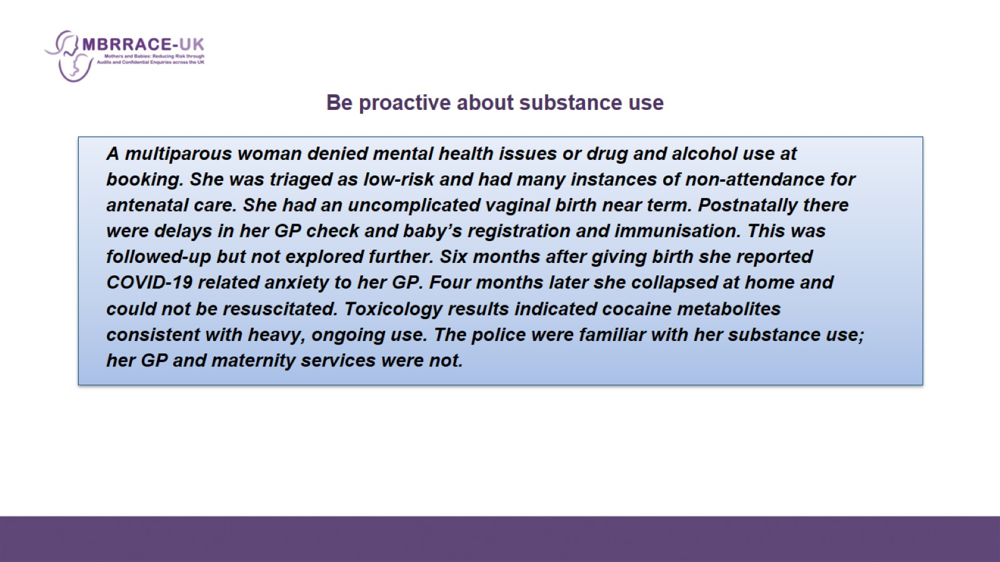 MBRRACE-UK
Mothers and Babies: Reducing Risk through
Audits and Confidential Enquiries across the UK
Be proactive about substance use
A multiparous woman denied mental health issues or drug and alcohol use at
booking. She was triaged as low-risk and had many instances of non-attendance for
antenatal care. She had an uncomplicated vaginal birth near term. Postnatally there
were delays in her GP check and baby’s registration and immunisation. This was
followed-up but not explored further. Six months after giving birth she reported
COVID-19 related anxiety to her GP. Four months later she collapsed at home and
could not be resuscitated. Toxicology results indicated cocaine metabolites
consistent with heavy, ongoing use. The police were familiar with her substance use;
her GP and maternity services were not.